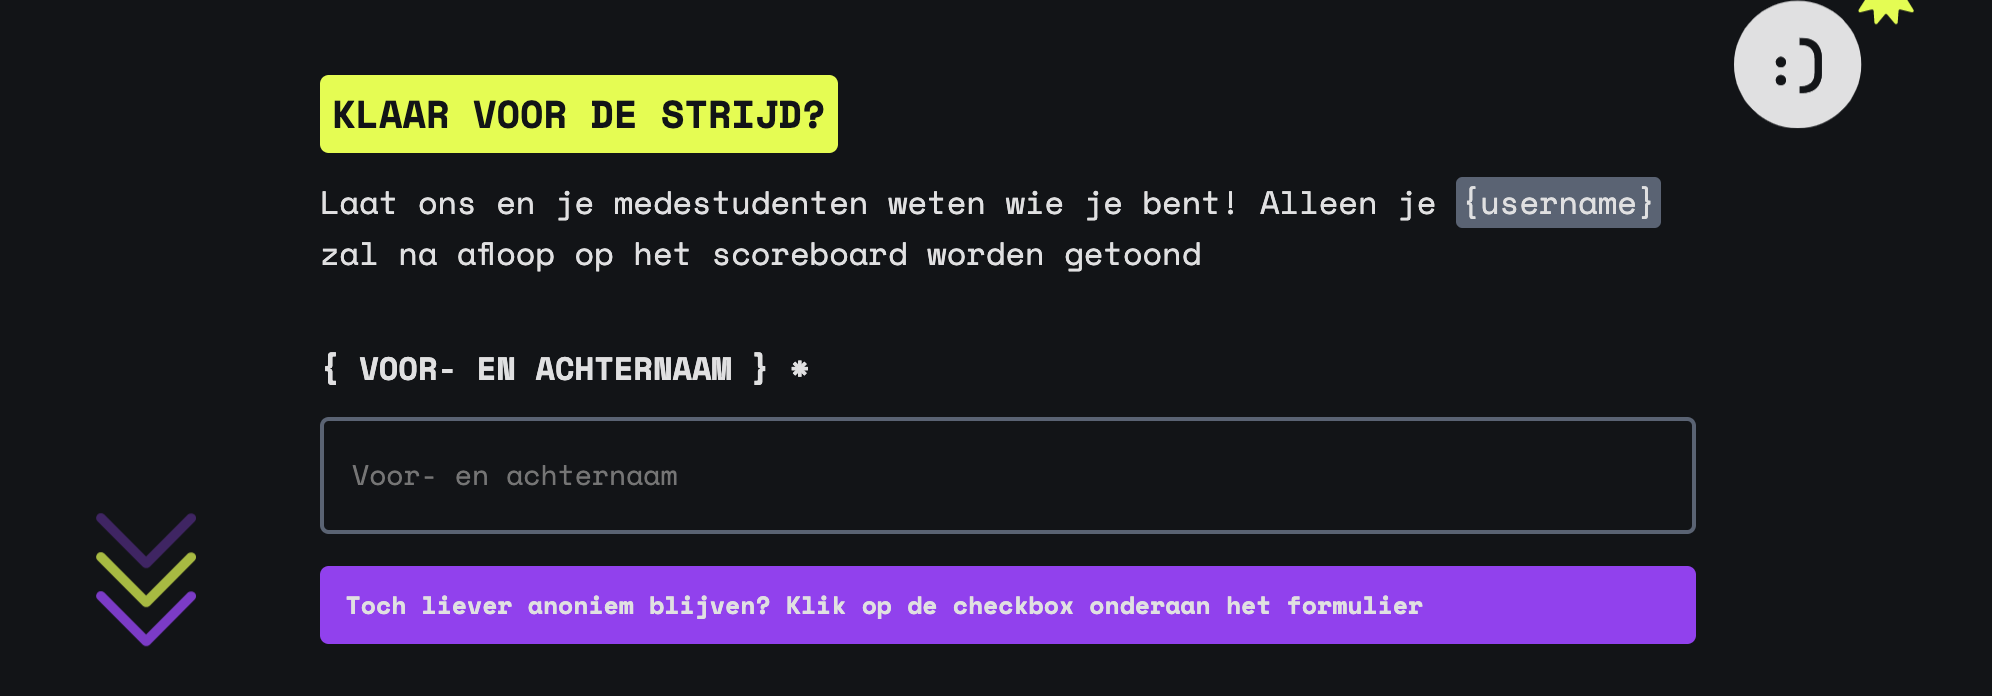 :)
KLAAR VOOR DE STRIJD?
Laat ons en je medestudenten weten wie je bent! Alleen je {username}
zal na afloop op het scoreboard worden getoond
{ VOOR- EN ACHTERNAAM } *
Voor- en achternaam
Toch liever anoniem blijven? Klik op de checkbox onderaan het formulier